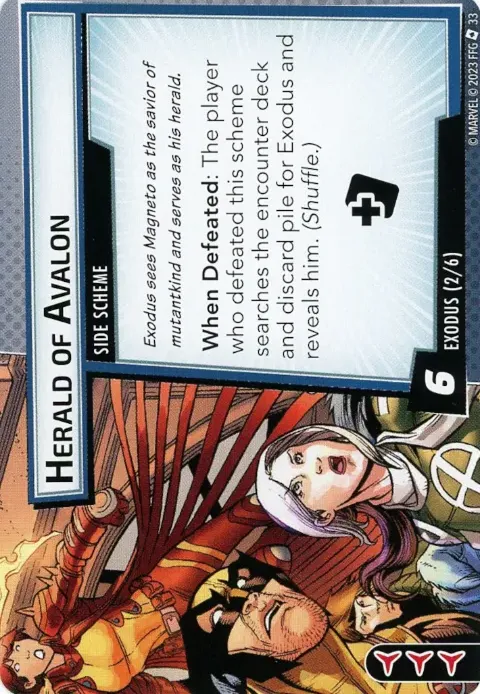 HERALD OF AVALON
SIDE SCHEME
Exodus sees Magneto as the savior of
mutantkind and serves as his herald.
When Defeated: The player
who defeated this scheme
searches the encounter deck
and discard pile for Exodus and
reveals him. (Shuffle.)
6
EXODUS (2/6)
© MARVEL © 2023 FFG 33